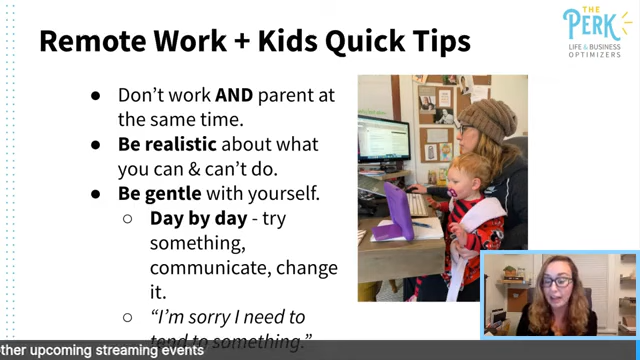 THE
PERK
LIFE & BUSINESS
OPTIMIZERS
Remote Work + Kids Quick Tips
● Don’t work AND parent at
the same time.
● Be realistic about what
you can & can’t do.
● Be gentle with yourself.
○ Day by day - try
something,
communicate, change
it.
○ “I’m sorry I need to
tend to something.”
ther upcoming streaming events